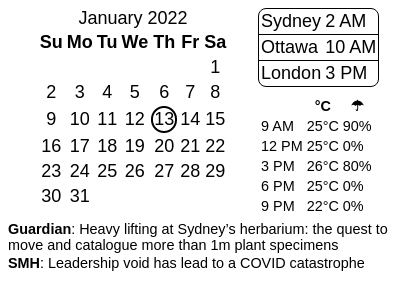 January 2022
Su Mo Tu We Th Fr Sa
1
2 3 4 5 6 7 8
9 10 11 12 13 14 15
16 17 18 19 20 21 22
23 24 25 26 27 28 29
30 31
Sydney 2 AM
Ottawa 10 AM
London 3 PM
°C ☂
9 AM 25°C 90%
12 PM 25°C 0%
3 PM 26°C 80%
6 PM 25°C 0%
9 PM 22°C 0%
Guardian: Heavy lifting at Sydney’s herbarium: the quest to
move and catalogue more than 1m plant specimens
SMH: Leadership void has lead to a COVID catastrophe